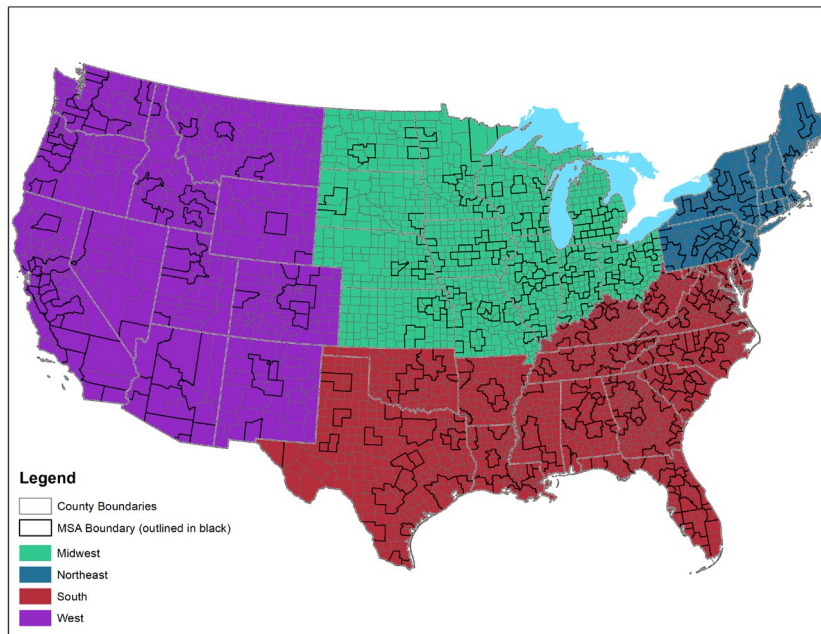 Legend
County Boundaries
MSA Boundary (outlined in black)
Midwest
Northeast
South
West